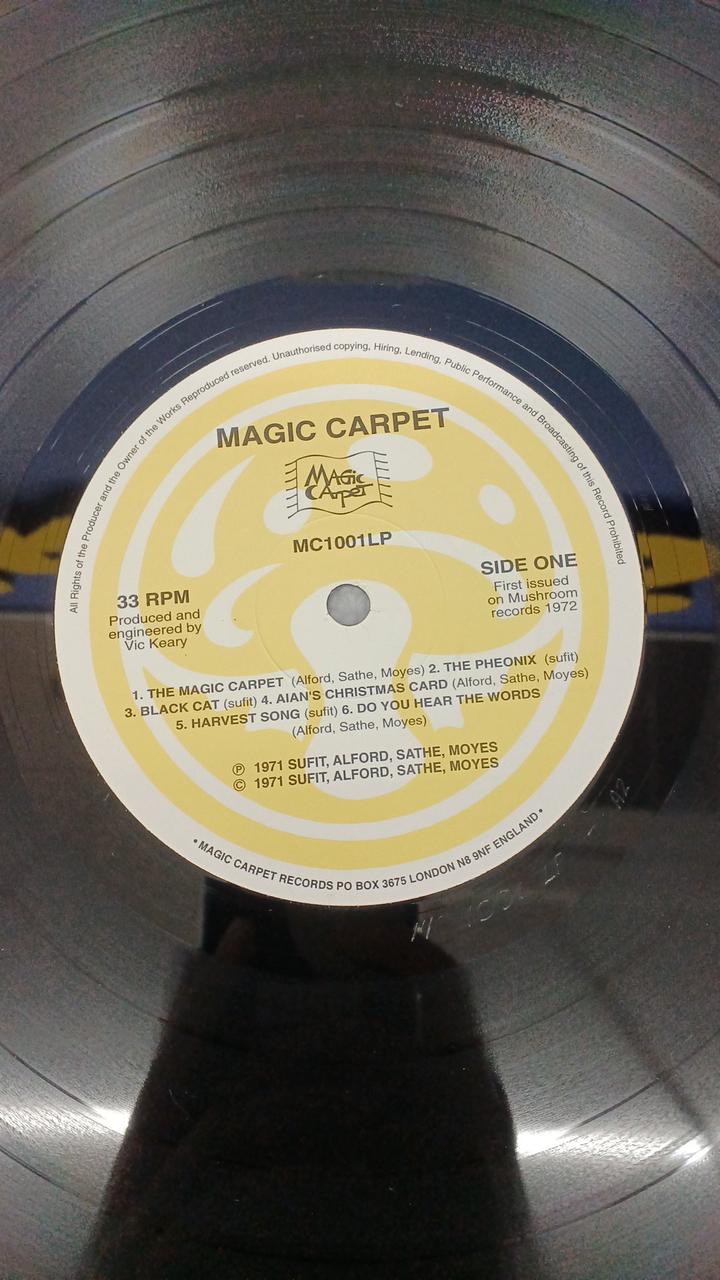 All Rights of the Producer and the Owner of the Works Reproduced reserved. Unauthorised copying, Hiring, Lending, Public Performance and Broadcasting of this Record Prohibited
MAGIC CARPET
MAGic
CArpeT
MC1001LP
33 RPM
Produced and
engineered by
Vic Keary
SIDE ONE
First issued
on Mushroom
records 1972
1. THE MAGIC CARPET (Alford, Sathe, Moyes) 2. THE PHEONIX (sufit)
3. BLACK CAT (sufit) 4. AIAN'S CHRISTMAS CARD (Alford, Sathe, Moyes)
5. HARVEST SONG (sufit) 6. DO YOU HEAR THE WORDS
(Alford, Sathe, Moyes)
Ⓟ 1971 SUFIT, ALFORD, SATHE, MOYES
© 1971 SUFIT, ALFORD, SATHE, MOYES
• MAGIC CARPET RECORDS PO BOX 3675 LONDON N8 9NF ENGLAND •